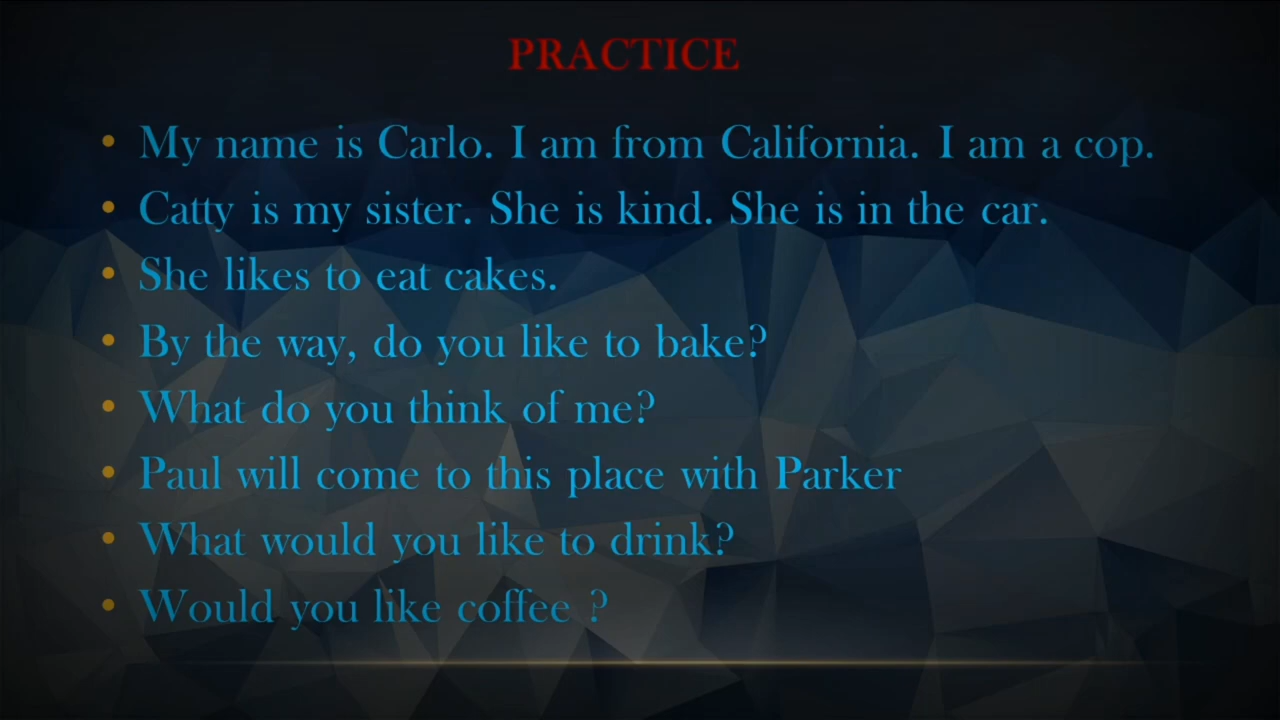 PRACTICE
• My name is Carlo. I am from California. I am a cop.
• Catty is my sister. She is kind. She is in the car.
• She likes to eat cakes.
• By the way, do you like to bake?
• What do you think of me?
• Paul will come to this place with Parker
• What would you like to drink?
• Would you like coffee ?